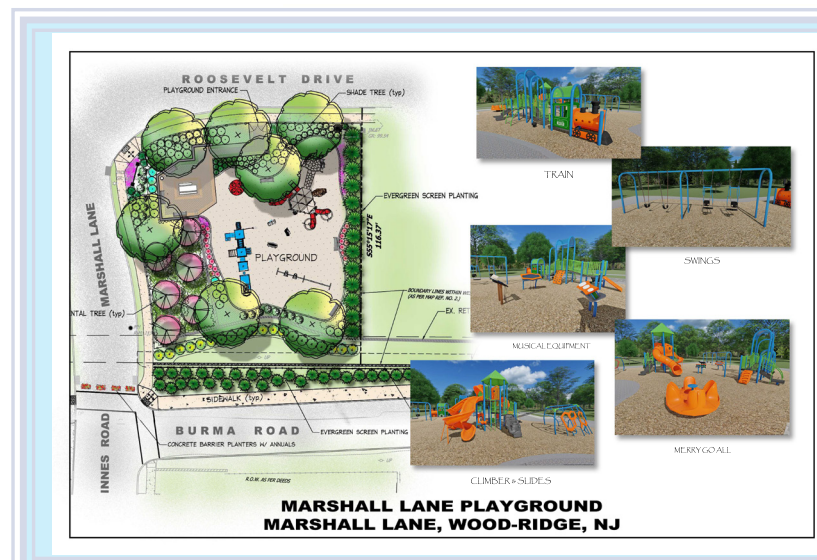 ROOSEVELT DRIVE
PLAYGROUND ENTRANCE
SHADE TREE (typ)
EVERGREEN SCREEN PLANTING
S55°15'17"E
116.37'
MARSHALL LANE
PLAYGROUND
BOUNDARY LINES WITHIN
(AS PER MAP REF. NO. 2.)
EX. RET
NTAL TREE (typ)
SIDEWALK (typ)
BURMA ROAD
EVERGREEN SCREEN PLANTING
CONCRETE BARRIER PLANTERS W/ ANNUALS
INNES ROAD
R.O.W. AS PER DEEDS
TRAIN
SWINGS
MUSICAL EQUIPMENT
MERRY GO ALL
CLIMBER & SLIDES
MARSHALL LANE PLAYGROUND
MARSHALL LANE, WOOD-RIDGE, NJ